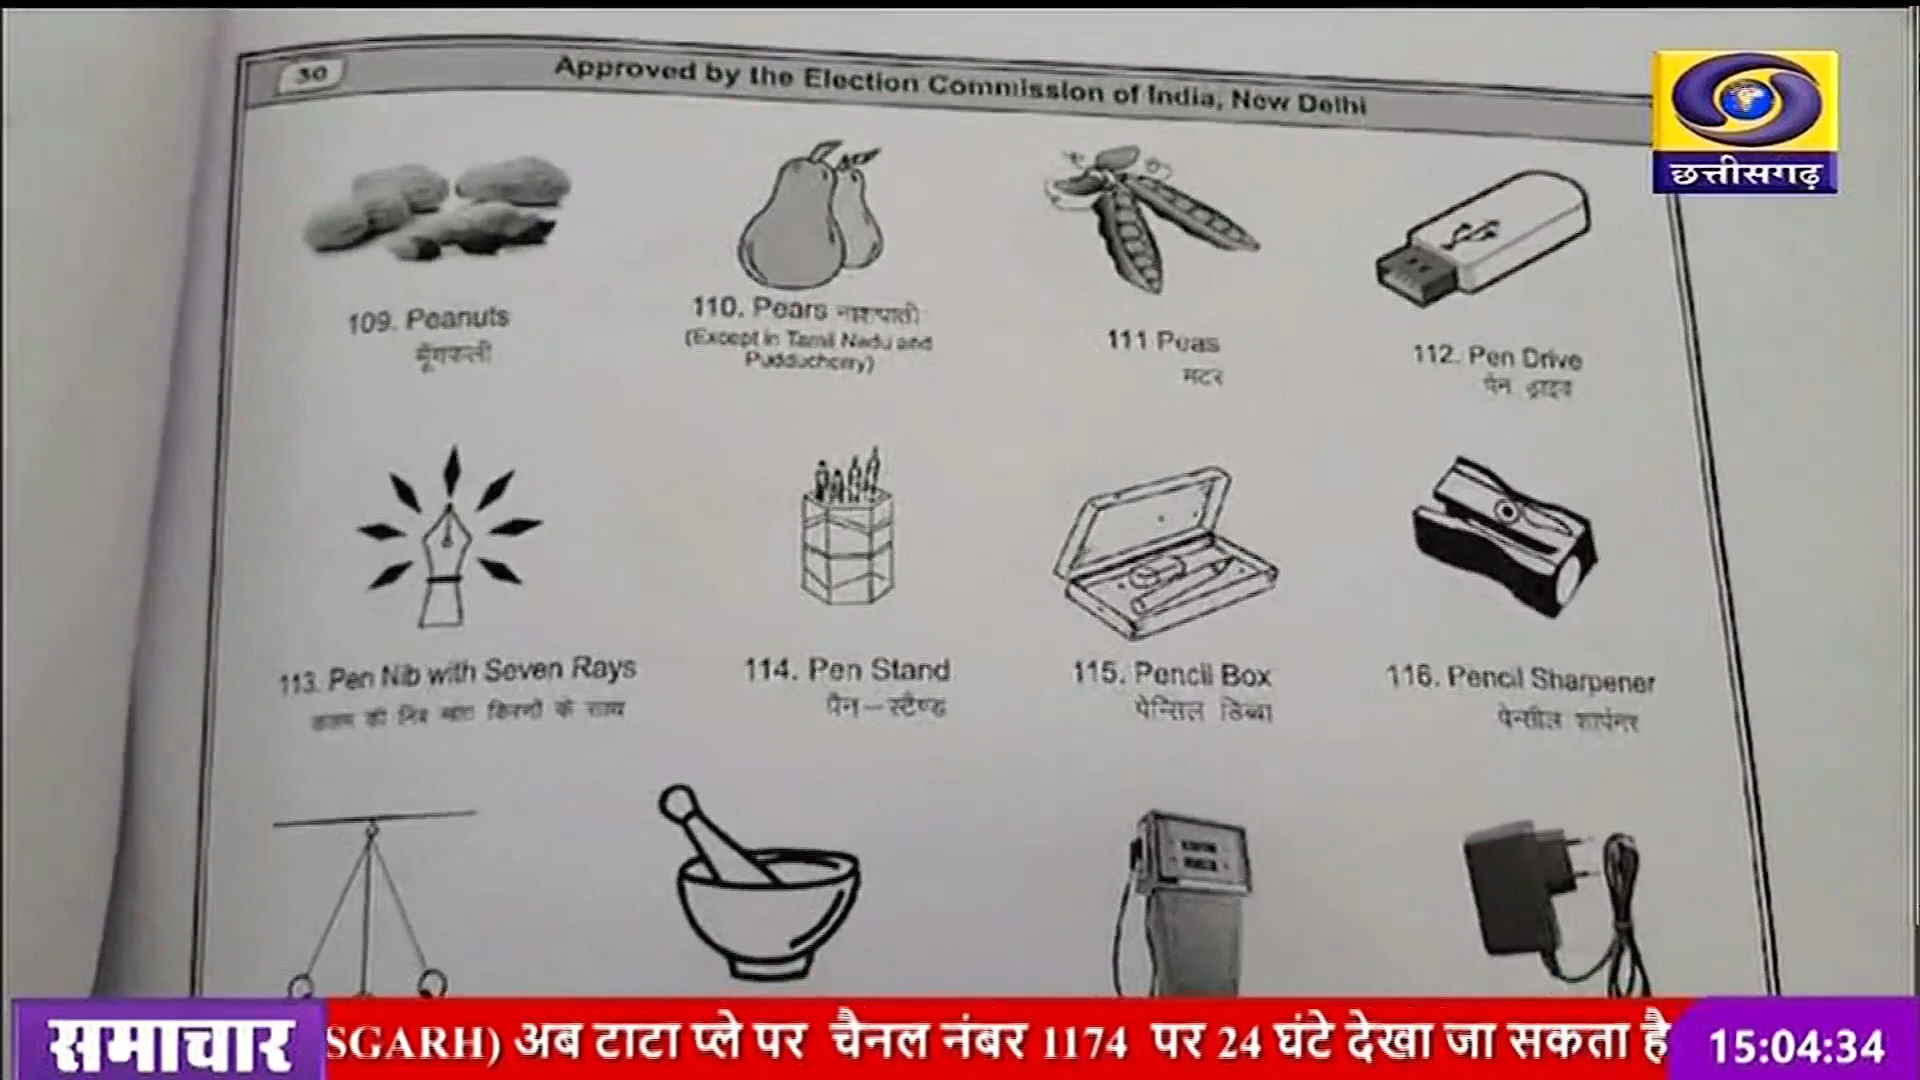 30
Approved by the Election Commission of India, New Delhi
छत्तीसगढ़
109. Peanuts
मूँगफली
110. Pears नाशपाती
(Except in Tamil Nadu and
Puducherry)
111 Peas
मटर
112. Pen Drive
पेन ड्राइव
113. Pen Nib with Seven Rays
कलम की निब सात किरणों के साथ
114. Pen Stand
पैन–स्टैण्ड
115. Pencil Box
पेन्सिल डिब्बा
116. Pencil Sharpener
पेन्सील शार्पनर
समाचार
SGARH) अब टाटा प्ले पर चैनल नंबर 1174 पर 24 घंटे देखा जा सकता है
15:04:34